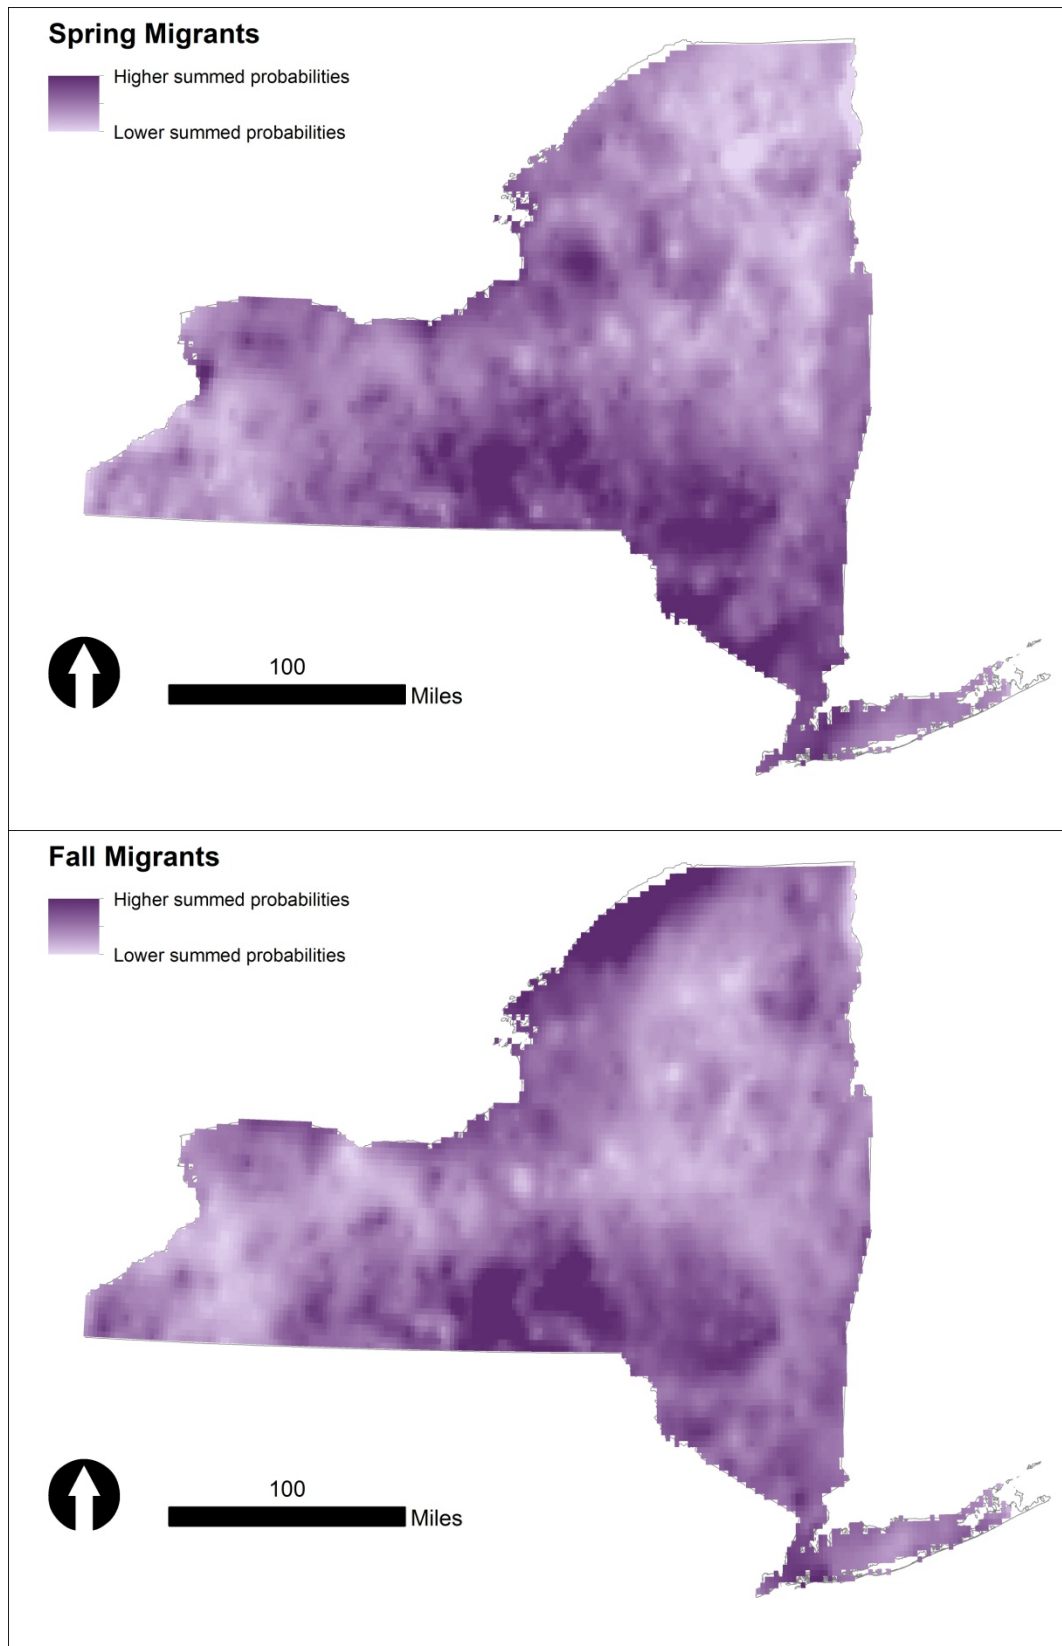 Spring Migrants
Higher summed probabilities
Lower summed probabilities
100
Miles
Fall Migrants
Higher summed probabilities
Lower summed probabilities
100
Miles